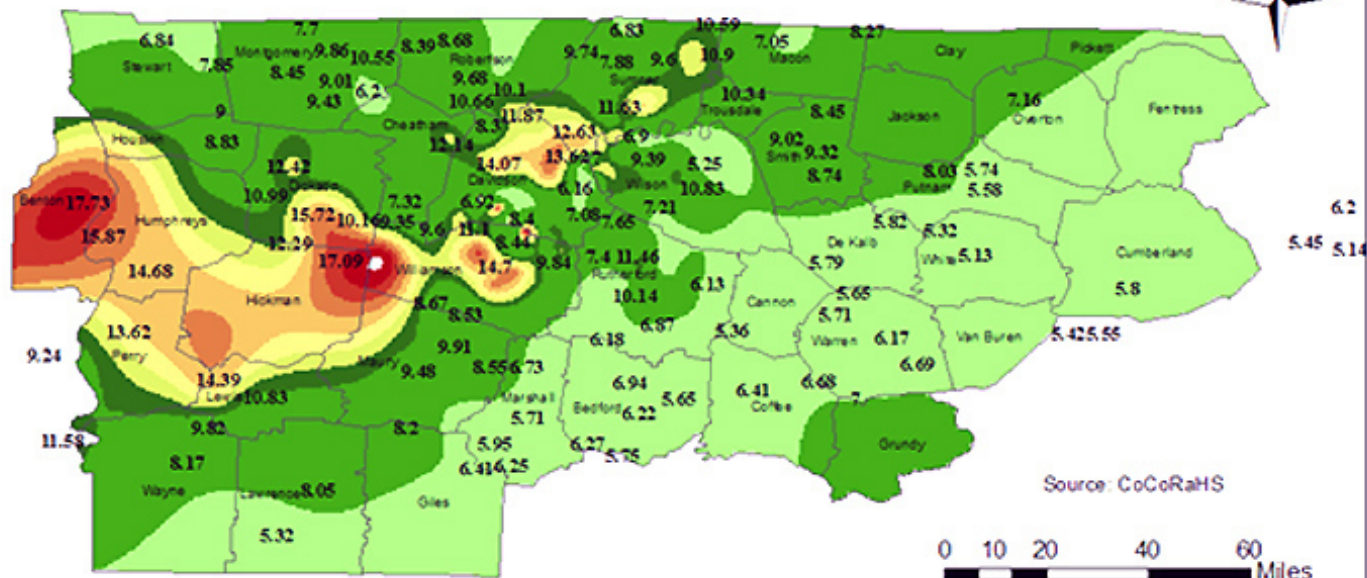 10.59
7.7
6.83
8.27
6.84
Montgomery 9.86
8.39
8.68
9.74
7.05
Clay
Pickett
Stewart
7.85
10.55
Robertson
7.88
9.6
10.9
Macon
8.45
9.01
6.2
9.68
10.1
Sumner
9.43
10.66
11.87
11.63
10.34
8.45
7.16
Fentress
9
Cheatham
8.37
12.63
6.9
Trousdale
Jackson
Overton
Houston
8.83
12.14
9.02
12.42
14.07
13.62
9.39
5.25
Smith
9.32
Dickson
Davidson
8.74
8.03
5.74
10.99
7.32
6.16
Wilson
10.83
Putnam
5.58
Benton
17.73
6.92
Humphreys
15.72
10.16
9.35
9.6
11.1
8.4
7.08
7.65
7.21
5.82
6.2
15.87
12.29
8.44
De Kalb
5.32
5.45
5.14
14.68
17.09
Williamson
14.7
9.84
7.4
11.46
5.79
White
5.13
Cumberland
Rutherford
6.13
Hickman
8.67
10.14
Cannon
5.65
5.8
13.62
8.53
6.87
5.71
9.24
Perry
9.91
6.18
5.36
Warren
6.17
Van Buren
5.42
5.55
Maury
9.48
8.55
6.73
6.69
14.39
Lewis
10.83
Marshall
6.94
5.65
6.41
6.68
7
5.71
Bedford
6.22
Coffee
11.58
9.82
8.2
5.95
6.27
5.75
Grundy
8.17
6.41
6.25
Wayne
Lawrence
8.05
Giles
Source: CoCoRaHS
5.32
0 10 20 60
Miles